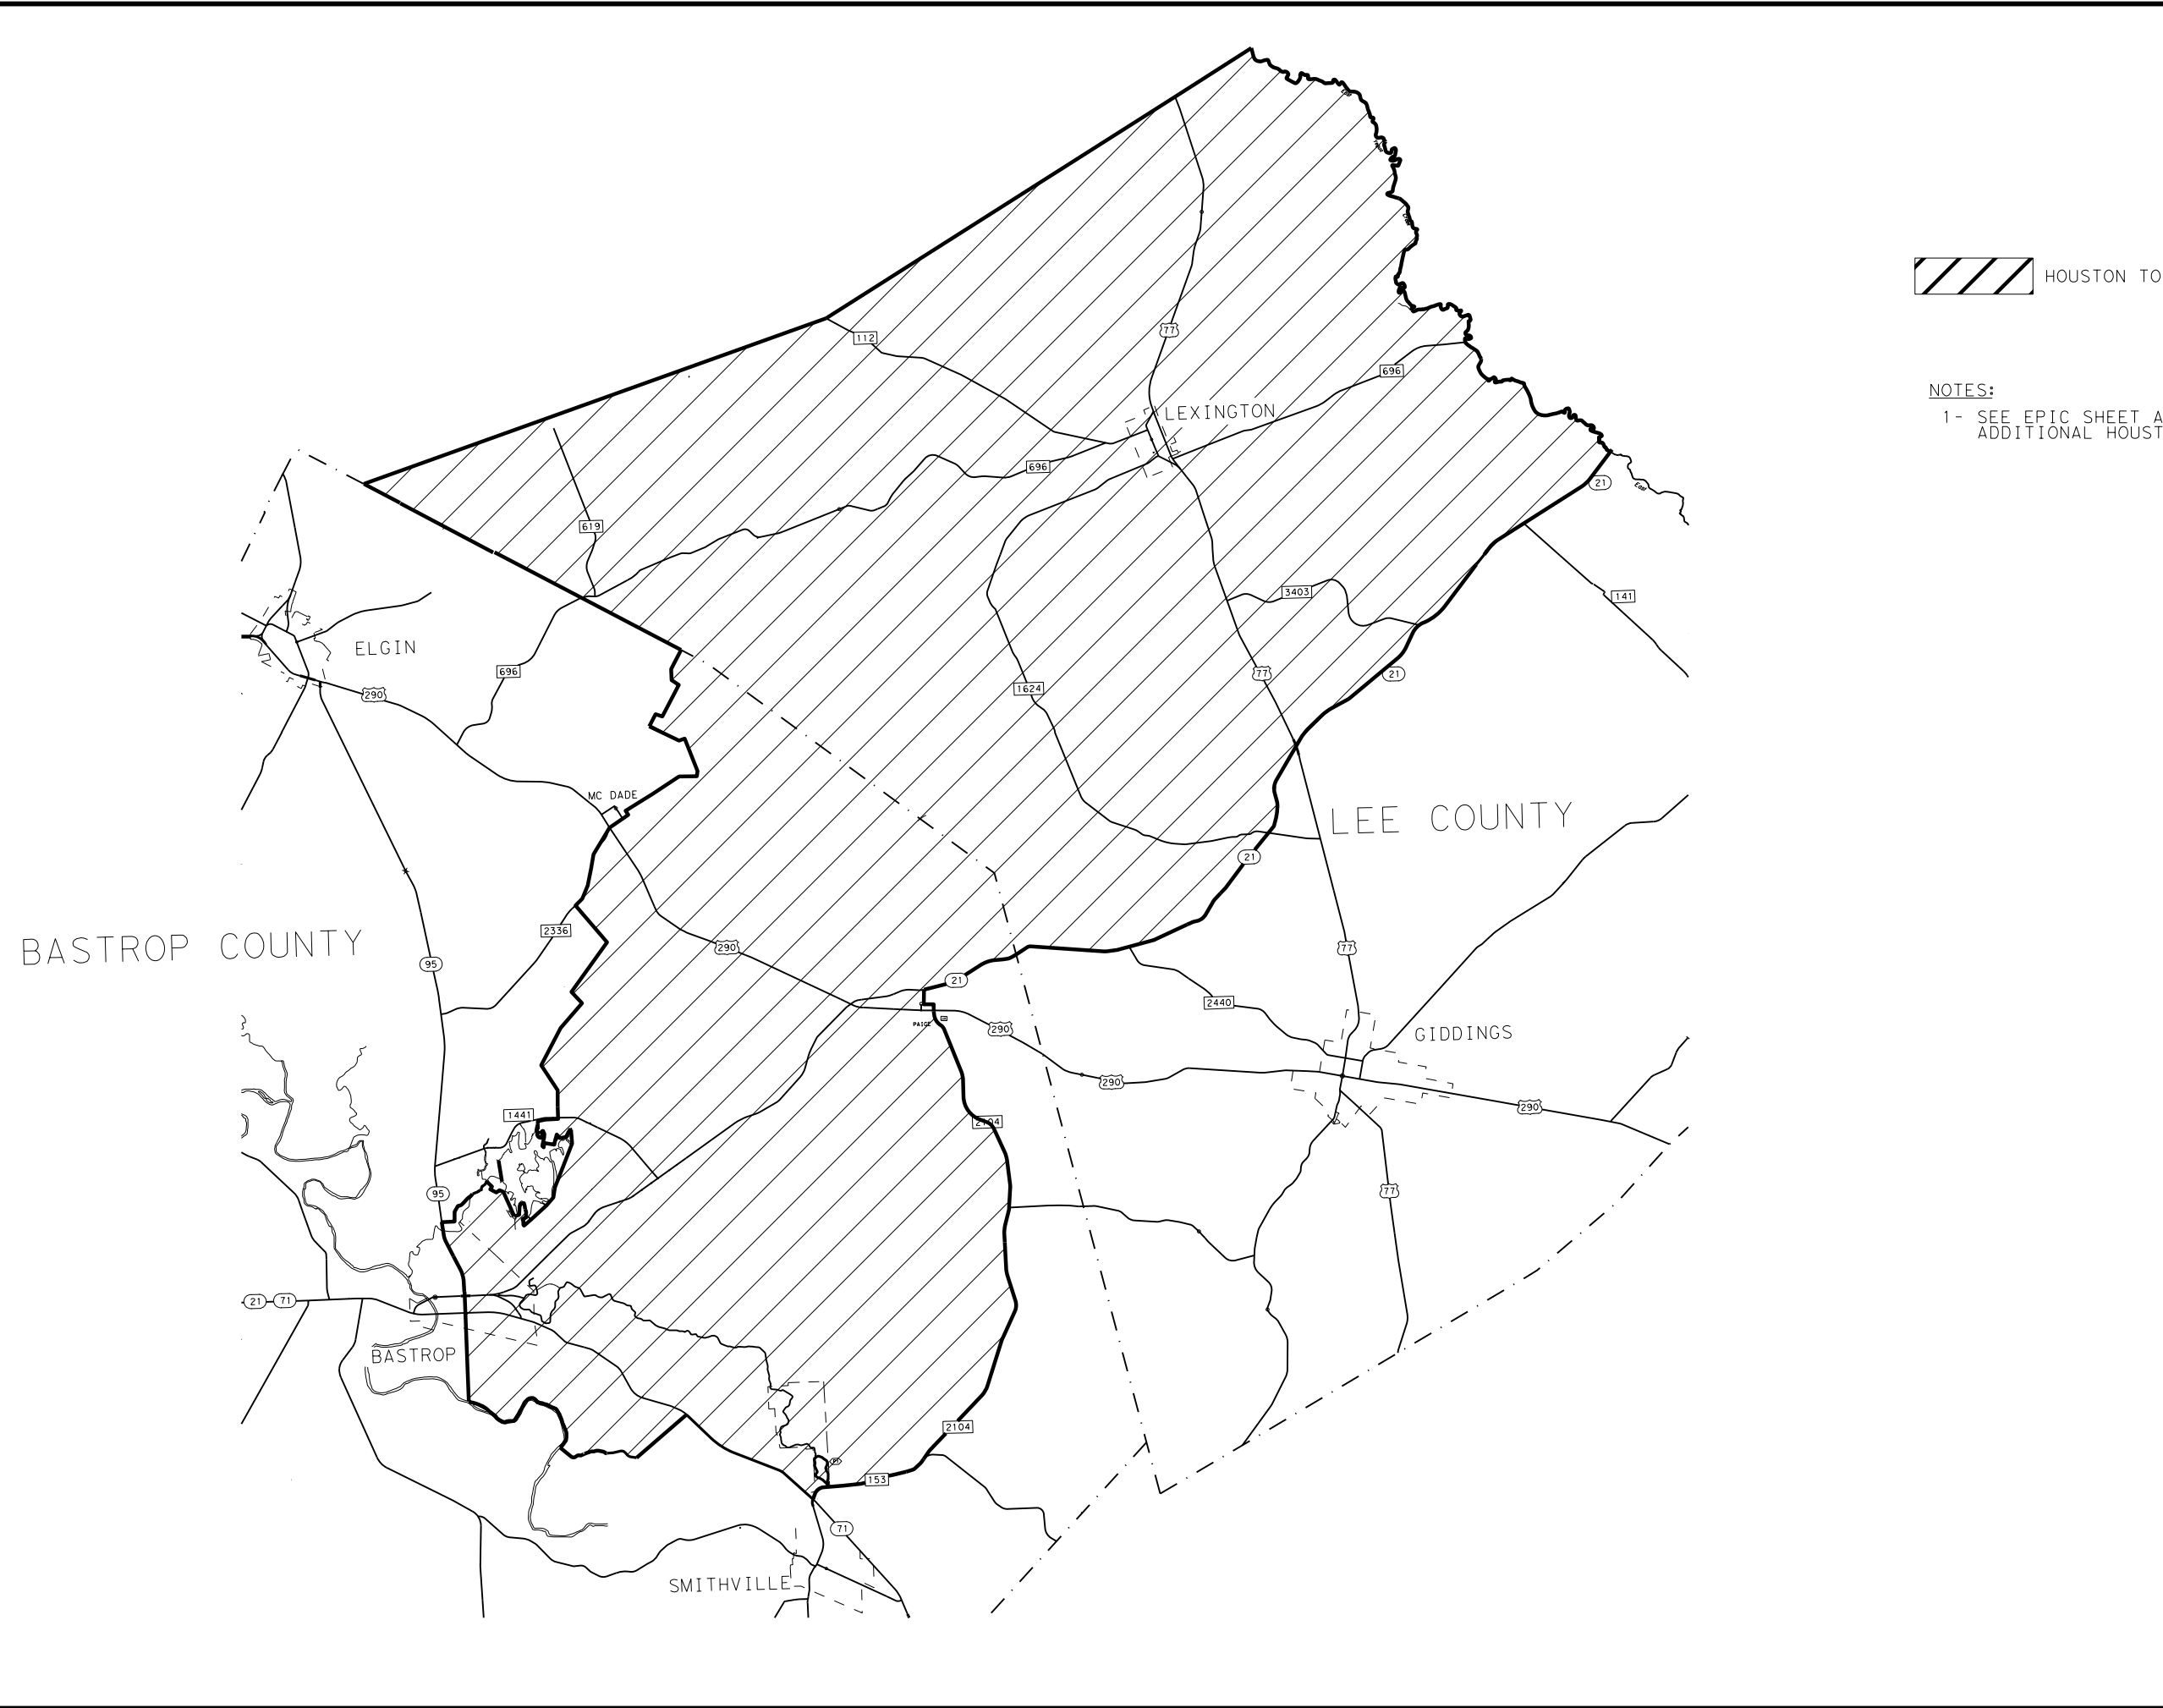 HOUSTON TO
112
77
696
NOTES:
LEXINGTON
1- SEE EPIC SHEET A
ADDITIONAL HOUST
696
21
619
3403
141
ELGIN
696
77
21
1624
290
MC DADE
LEE COUNTY
21
2336
BASTROP COUNTY
290
77
95
21
2440
PAIGE
290
GIDDINGS
290
290
1441
2104
77
95
21
71
BASTROP
2104
153
71
SMITHVILLE